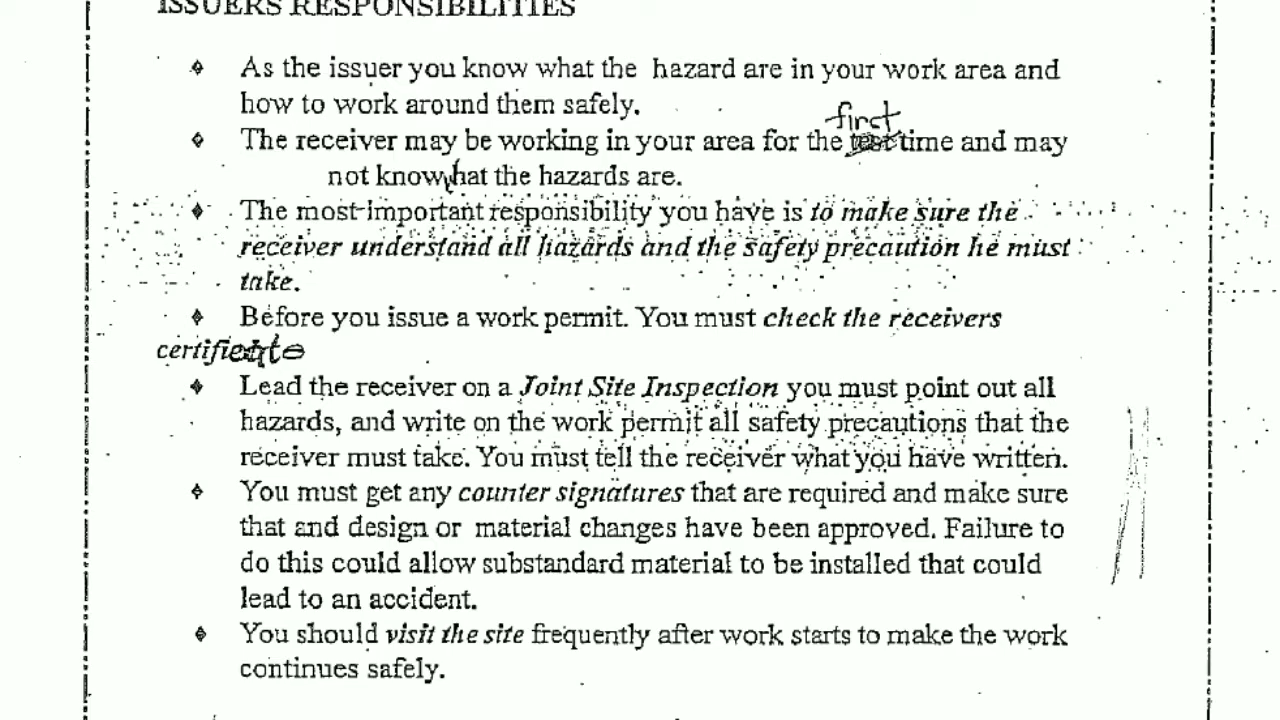 ISSUERS RESPONSIBILITIES
As the issuer you know what the hazard are in your work area and
how to work around them safely.
first
The receiver may be working in your area for the time and may
not know what the hazards are.
The most important responsibility you have is to make sure the
receiver understand all hazards and the safety precaution he must
take.
Before you issue a work permit. You must check the receivers
certificate
Lead the receiver on a Joint Site Inspection you must point out all
hazards, and write on the work permit all safety precautions that the
receiver must take. You must tell the receiver what you have written.
You must get any counter signatures that are required and make sure
that and design or material changes have been approved. Failure to
do this could allow substandard material to be installed that could
lead to an accident.
You should visit the site frequently after work starts to make the work
continues safely.